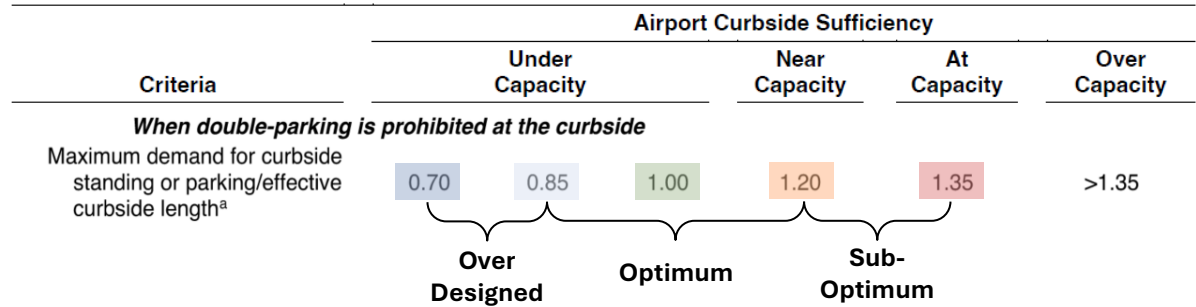 Airport Curbside Sufficiency
Criteria
Under
Capacity
Near
Capacity
At
Capacity
Over
Capacity
When double-parking is prohibited at the curbside
Maximum demand for curbside
standing or parking/effective
curbside lengthᵃ
0.70 0.85 1.00 1.20 1.35 >1.35
Over
Designed
Optimum
Sub-
Optimum